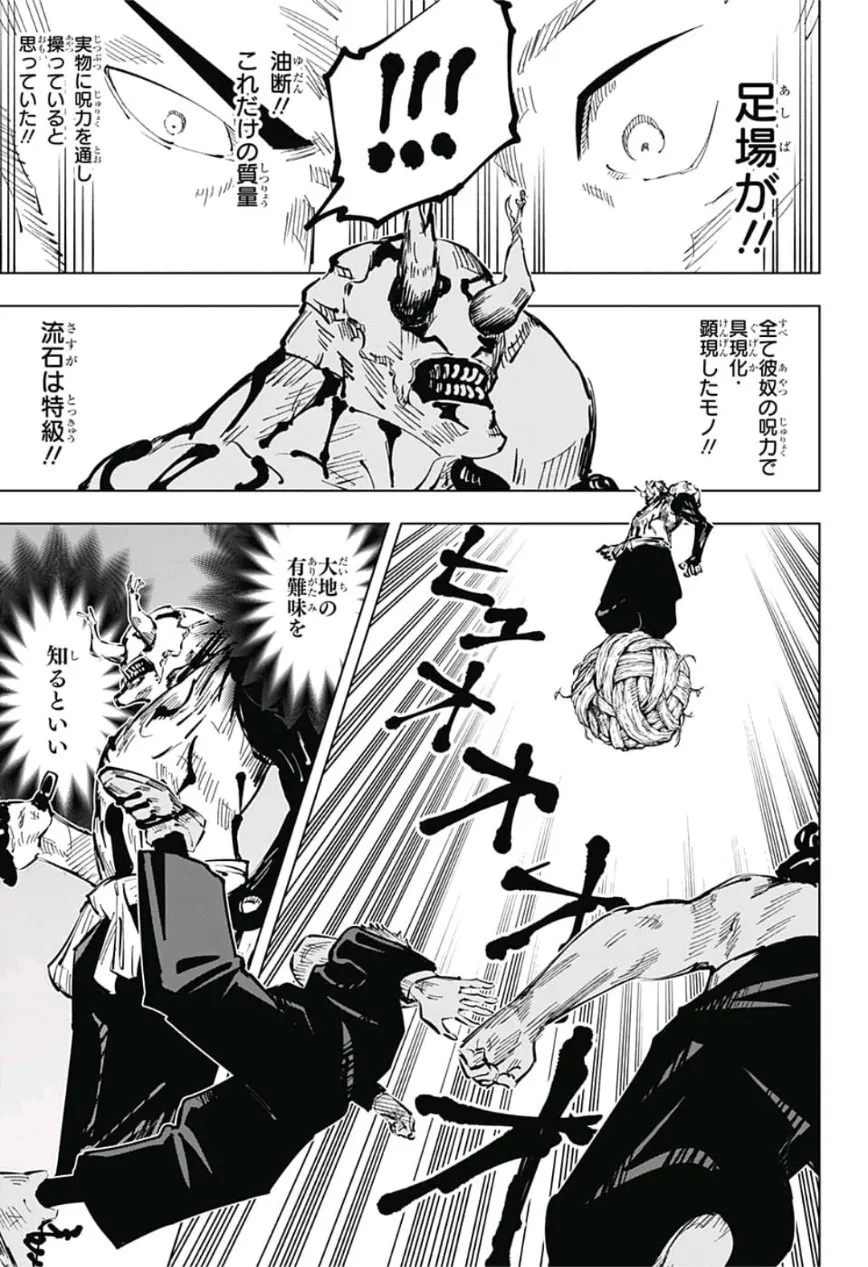 足場が!!
!!!
油断!!
これだけの質量
実物に呪力を通し
操っていると
思っていた!!
全て彼奴の呪力で
具現化・
顕現したモノ!!
流石は特級!!
ヒュオオオオ
大地の
有難味を
知るといい